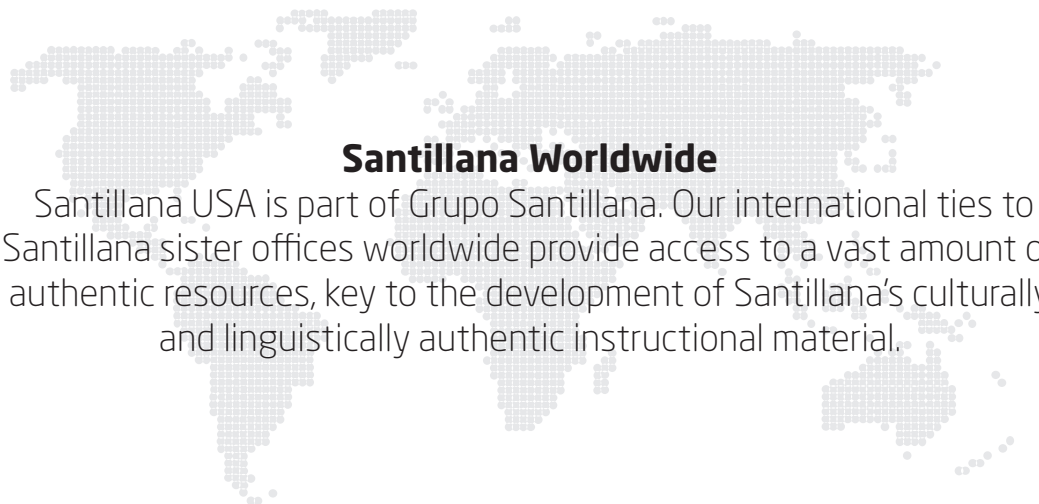 Santillana Worldwide
Santillana USA is part of Grupo Santillana. Our international ties to
Santillana sister offices worldwide provide access to a vast amount o
authentic resources, key to the development of Santillana's culturally
and linguistically authentic instructional material.